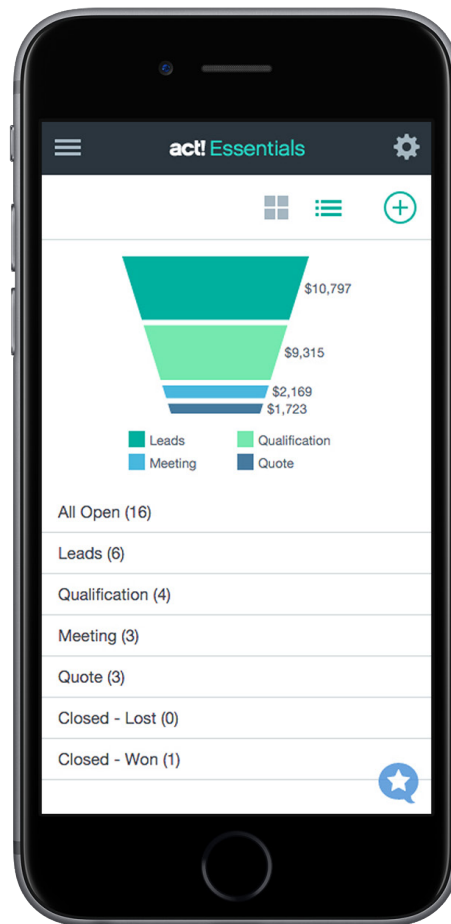 act! Essentials
$10,797
$9,315
$2,169
$1,723
Leads Qualification
Meeting Quote
All Open (16)
Leads (6)
Qualification (4)
Meeting (3)
Quote (3)
Closed - Lost (0)
Closed - Won (1)